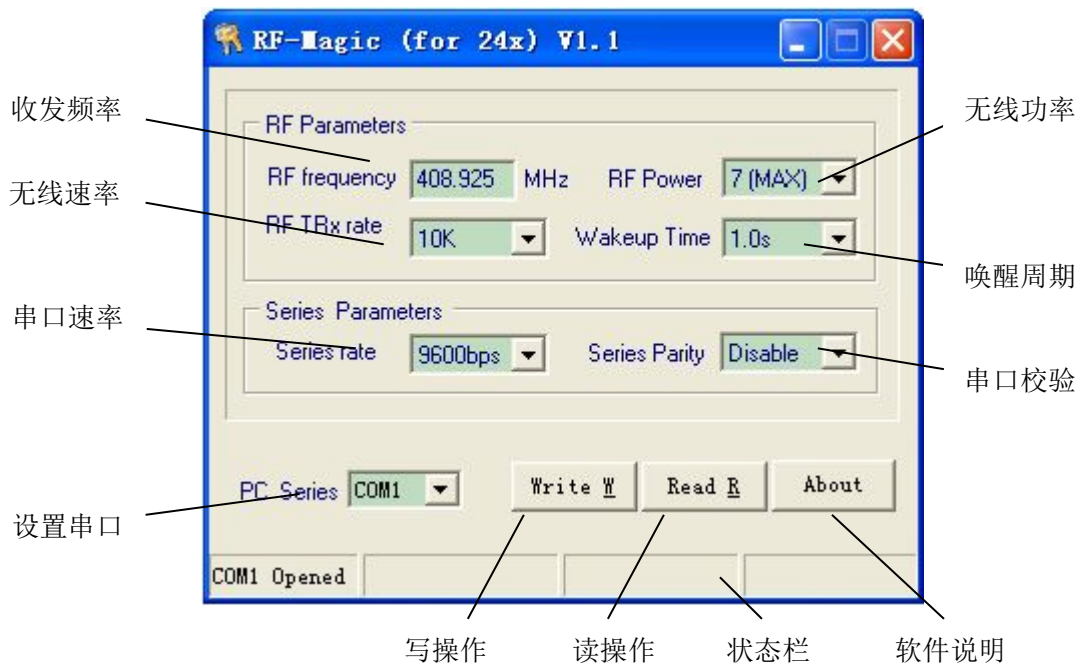 RF-Magic (for 24x) V1.1
收发频率
无线功率
RF Parameters
RF frequency 408.925 MHz RF Power 7 (MAX)
无线速率
RF TRx rate 10K Wakeup Time 1.0s
唤醒周期
串口速率
Series Parameters
Series rate 9600bps Series Parity Disable
串口校验
PC Series COM1 Write W Read R About
设置串口
COM1 Opened
写操作 读操作 状态栏 软件说明